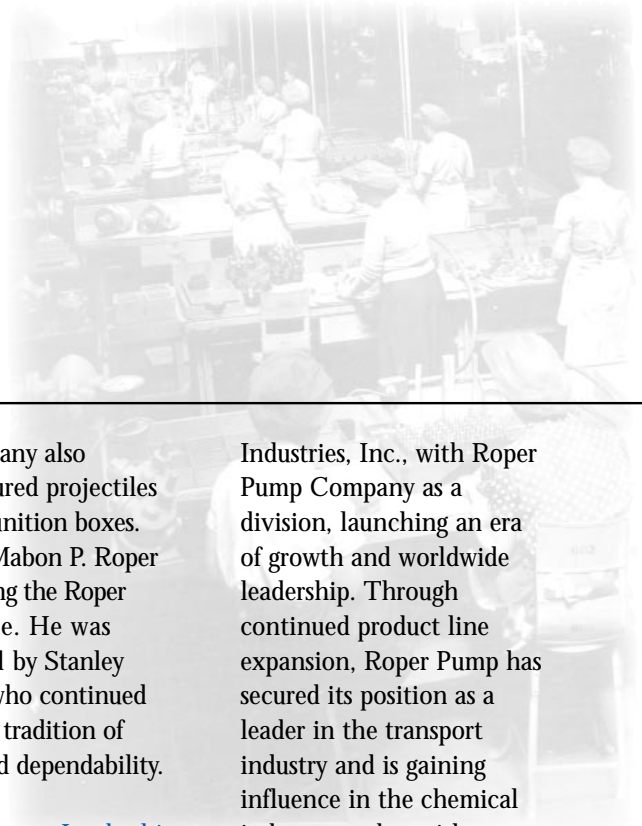 any also
ured projectiles
unition boxes.
Mabon P. Roper
ng the Roper
e. He was
d by Stanley
who continued
tradition of
d dependability.
Industries, Inc., with Roper
Pump Company as a
division, launching an era
of growth and worldwide
leadership. Through
continued product line
expansion, Roper Pump has
secured its position as a
leader in the transport
industry and is gaining
influence in the chemical